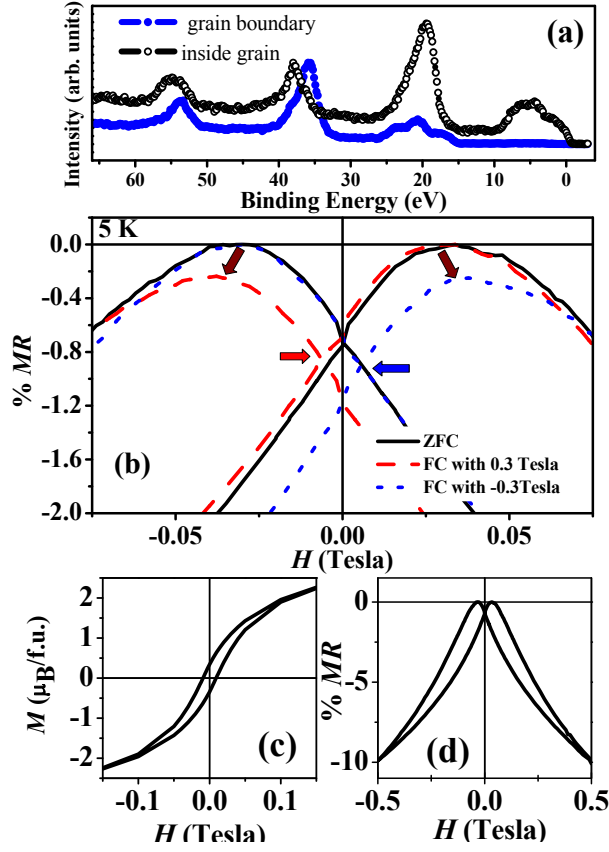 grain boundary
inside grain
(a)
Intensity (arb. units)
60 50 40 30 20 10 0
Binding Energy (eV)
5 K
0.0
-0.4
-0.8
-1.2
-1.6
-2.0
% MR
(b)
ZFC
FC with 0.3 Tesla
FC with -0.3Tesla
-0.05 0.00 0.05
H (Tesla)
2
1
0
-1
-2
M (μB/f.u.)
(c)
-0.1 0.0 0.1
H (Tesla)
0
-5
-10
% MR
(d)
-0.5 0.0 0.5
H (Tesla)